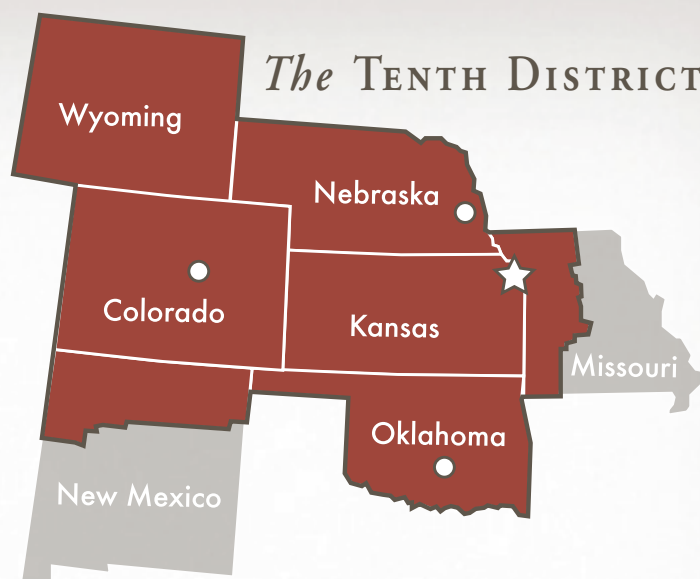 The TENTH DISTRICT
Wyoming
Nebraska
Colorado
Kansas
Missouri
Oklahoma
New Mexico